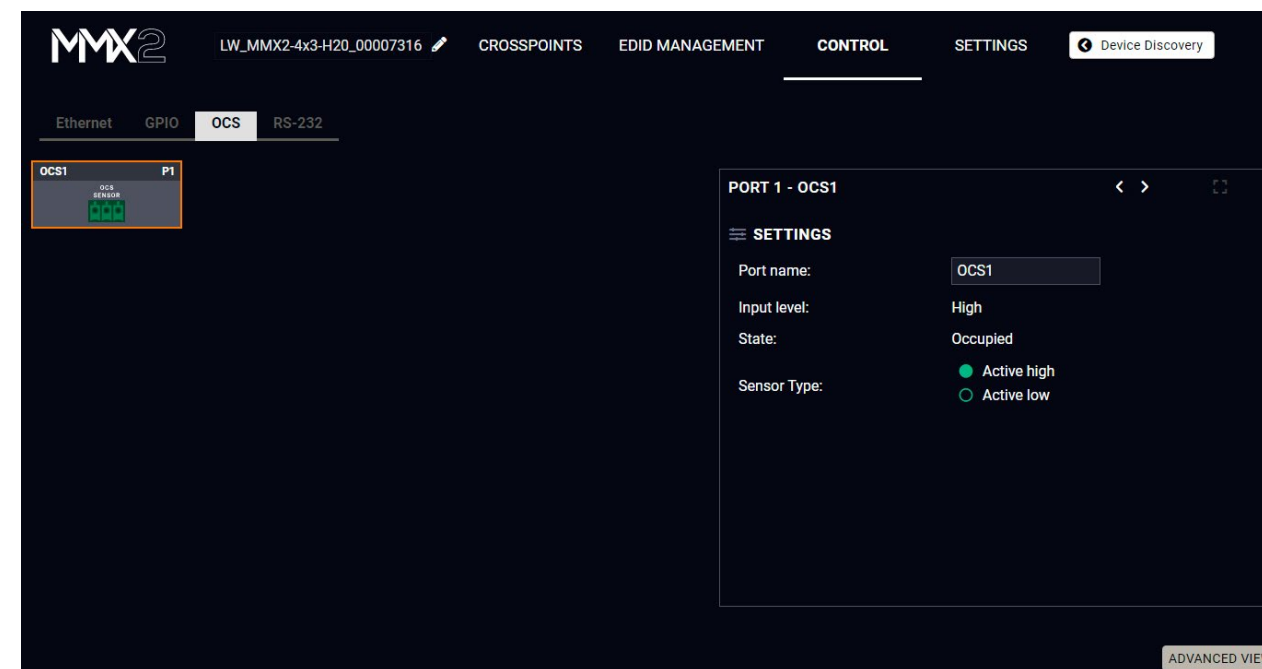 MMX2 LW_MMX2-4x3-H20_00007316 CROSSPOINTS EDID MANAGEMENT CONTROL SETTINGS Device Discovery
Ethernet GPIO OCS RS-232
OCS1 P1
OCS
SENSOR
PORT 1 - OCS1
SETTINGS
Port name: OCS1
Input level: High
State: Occupied
Sensor Type:
Active high
Active low
ADVANCED VIE